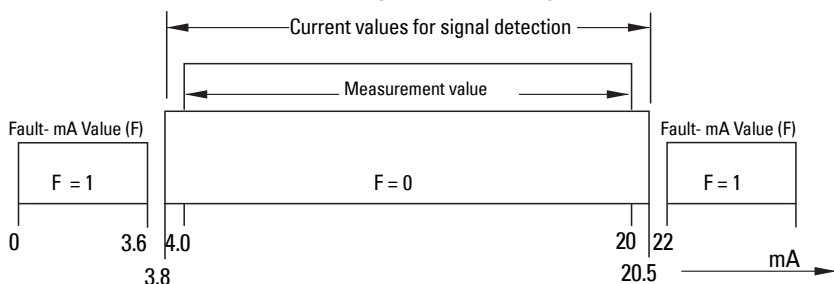 Current values for signal detection
Measurement value
Fault- mA Value (F)
Fault- mA Value (F)
F = 1
F = 0
F = 1
0
3.6
4.0
20
22
mA
3.8
20.5